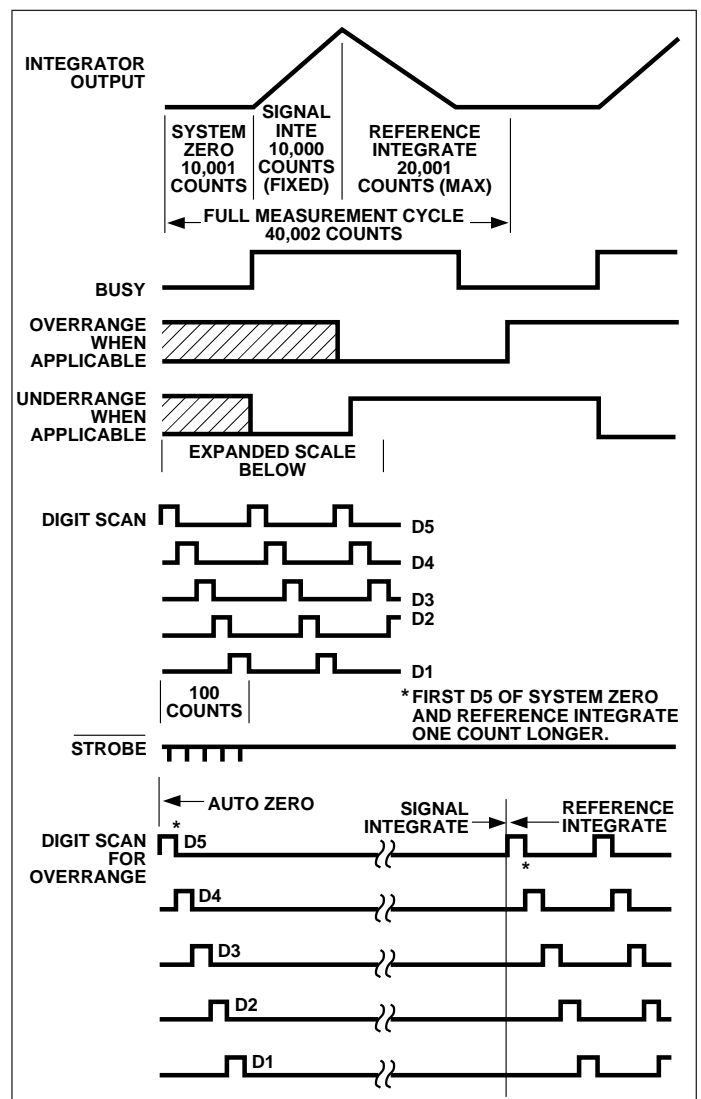 INTEGRATOR
OUTPUT
SYSTEM
ZERO
10,001
COUNTS
SIGNAL
INTE
10,000
COUNTS
(FIXED)
REFERENCE
INTEGRATE
20,001
COUNTS (MAX)
FULL MEASUREMENT CYCLE
40,002 COUNTS
BUSY
OVERRANGE
WHEN
APPLICABLE
UNDERRANGE
WHEN
APPLICABLE
EXPANDED SCALE
BELOW
DIGIT SCAN
D5
D4
D3
D2
D1
100
COUNTS
* FIRST D5 OF SYSTEM ZERO
AND REFERENCE INTEGRATE
ONE COUNT LONGER.
STROBE
AUTO ZERO
SIGNAL
INTEGRATE
REFERENCE
INTEGRATE
DIGIT SCAN
FOR
OVERRANGE
*
D5
*
D4
D3
D2
D1